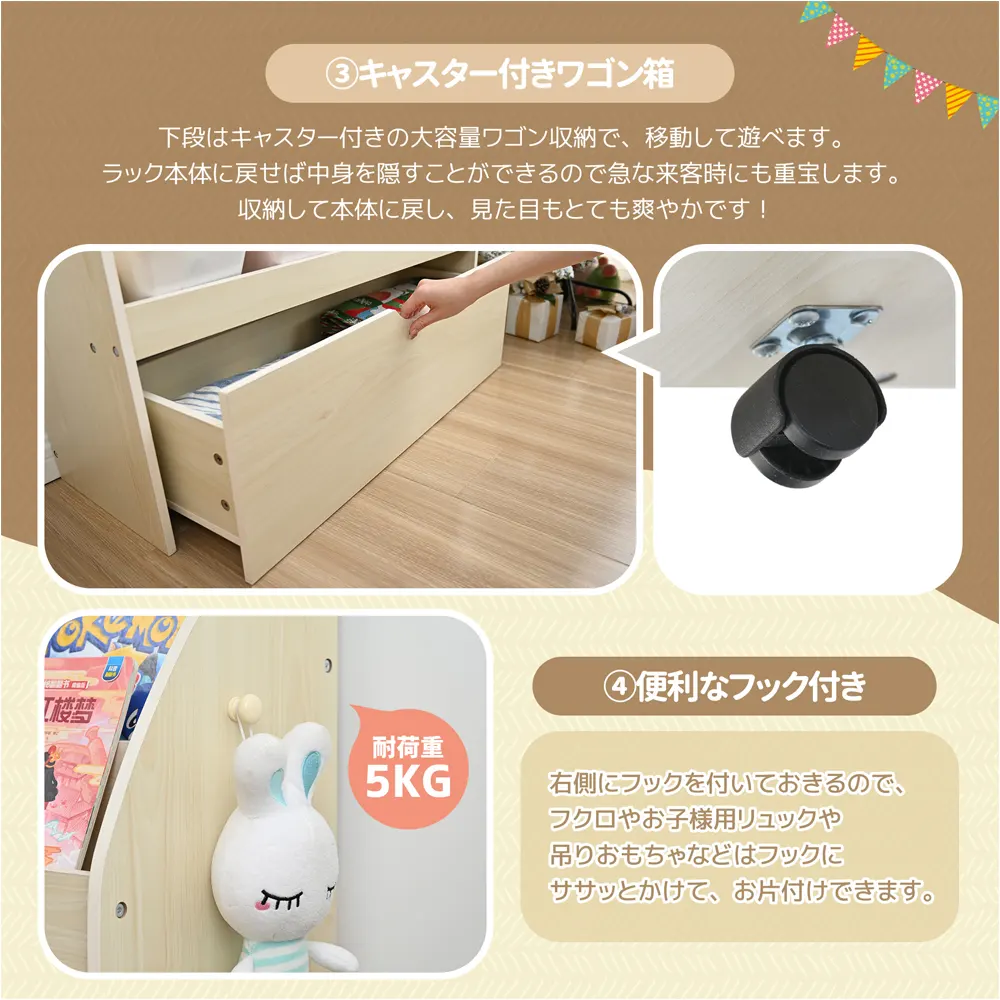 ③キャスター付きワゴン箱
下段はキャスター付きの大容量ワゴン収納で、移動して遊べます。
ラック本体に戻せば中身を隠すことができるので急な来客時にも重宝します。
収納して本体に戻し、見た目もとても爽やかです！
POKÉMON
红楼梦
耐荷重
5KG
④便利なフック付き
右側にフックを付いておきるので、
フクロやお子様用リュックや
吊りおもちゃなどはフックに
ササッとかけて、お片付けできます。